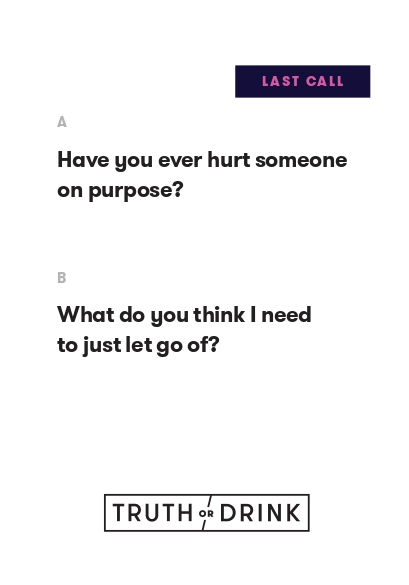 LAST CALL
A
Have you ever hurt someone
on purpose?
B
What do you think I need
to just let go of?
TRUTH OR DRINK